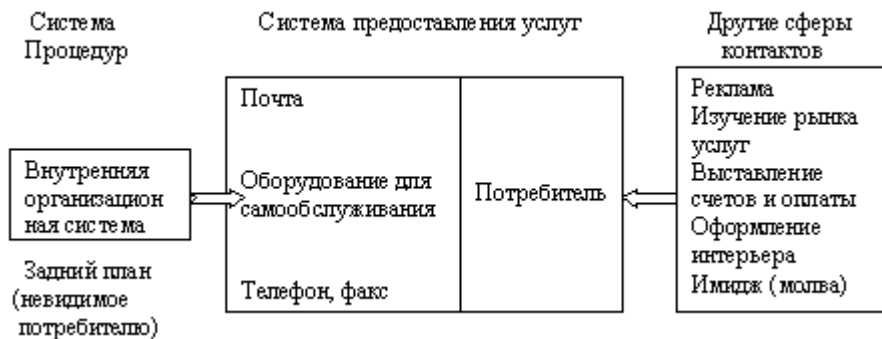 Система
Процедур
Система предоставления услуг
Другие сферы
контактов
Внутренняя
организацион
ная система
Задний план
(невидимое
потребителю)
Почта
Оборудование для
самообслуживания
Телефон, факс
Потребитель
Реклама
Изучение рынка
услуг
Выставление
счетов и оплаты
Оформление
интерьера
Имидж (молва)